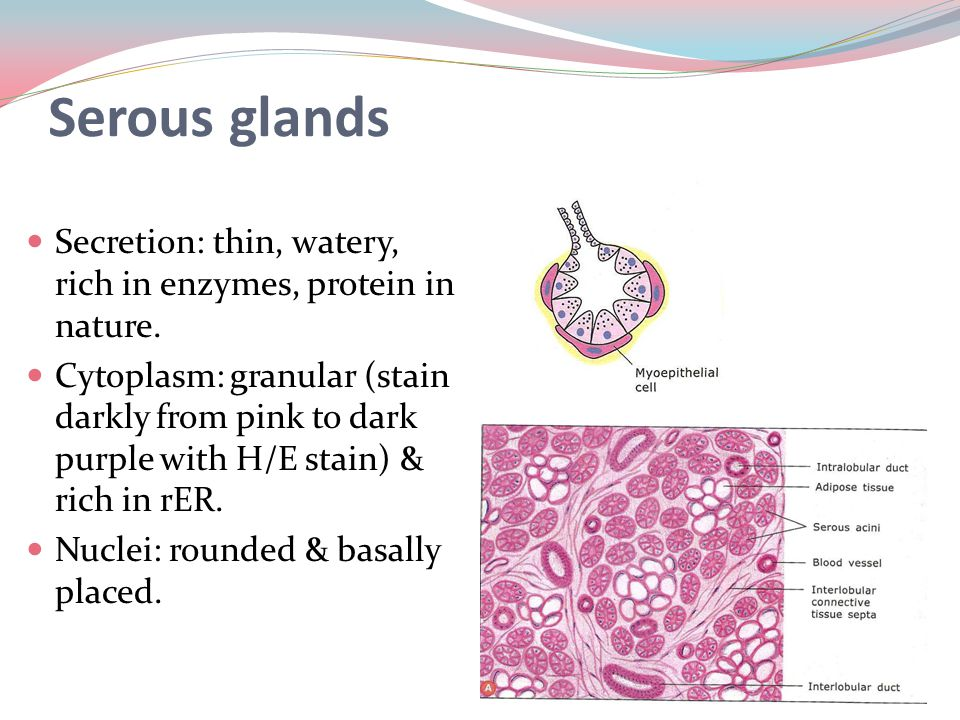 Serous glands
Secretion: thin, watery,
rich in enzymes, protein in
nature.
Cytoplasm: granular (stain
darkly from pink to dark
purple with H/E stain) &
rich in rER.
Nuclei: rounded & basally
placed.
Myoepithelial
cell
Intralobular duct
Adipose tissue
Serous acini
Blood vessel
Interlobular
connective
tissue septa
Interlobular duct
A